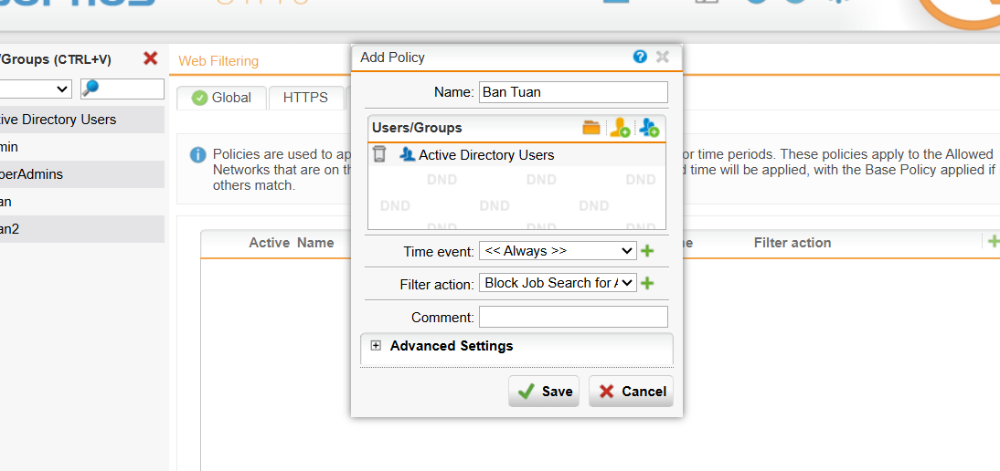 /Groups (CTRL+V)
ive Directory Users
min
perAdmins
an
an2
Web Filtering
Global
HTTPS
Policies are used to ap
or time periods. These policies apply to the Allowed
Networks that are on th
d time will be applied, with the Base Policy applied if
others match.
Active Name
e
Filter action
Add Policy
Name: Ban Tuan
Users/Groups
Active Directory Users
DND DND DND
DND DND DND
DND DND DND
Time event: << Always >>
Filter action: Block Job Search for A
Comment:
Advanced Settings
Save Cancel